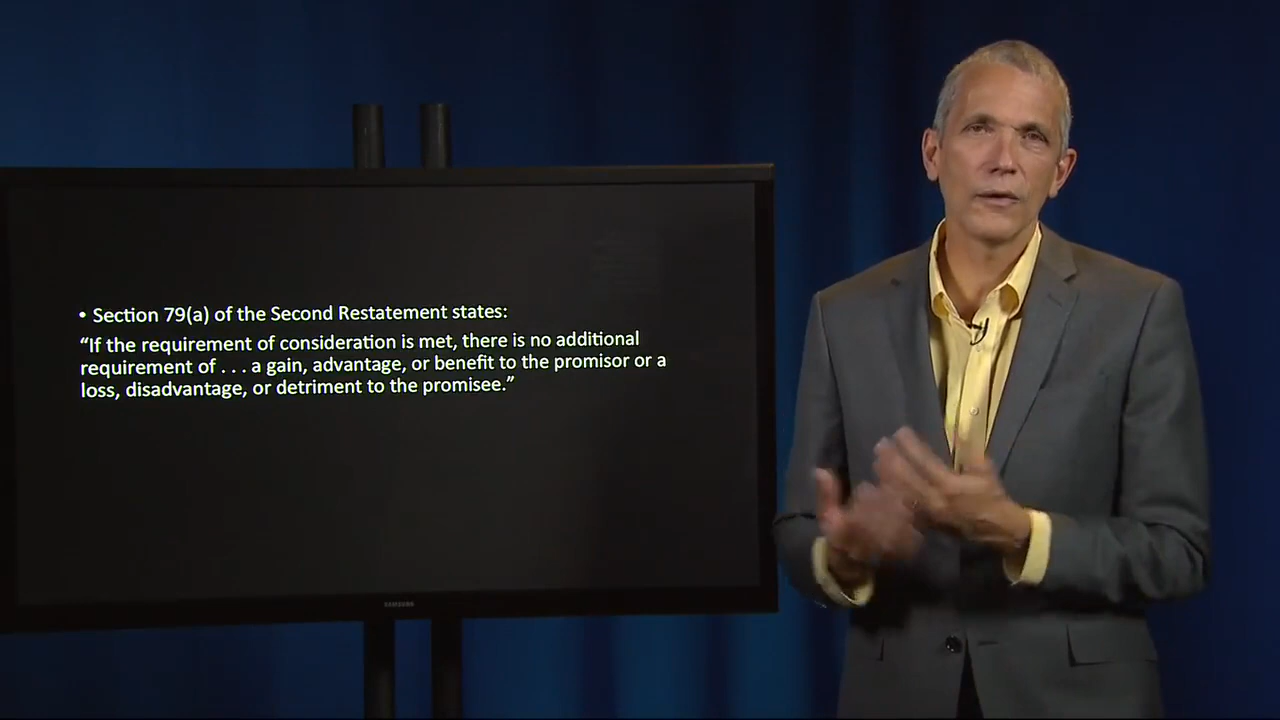 • Section 79(a) of the Second Restatement states:
“If the requirement of consideration is met, there is no additional
requirement of . . . a gain, advantage, or benefit to the promisor or a
loss, disadvantage, or detriment to the promisee.”
SAMSUNG